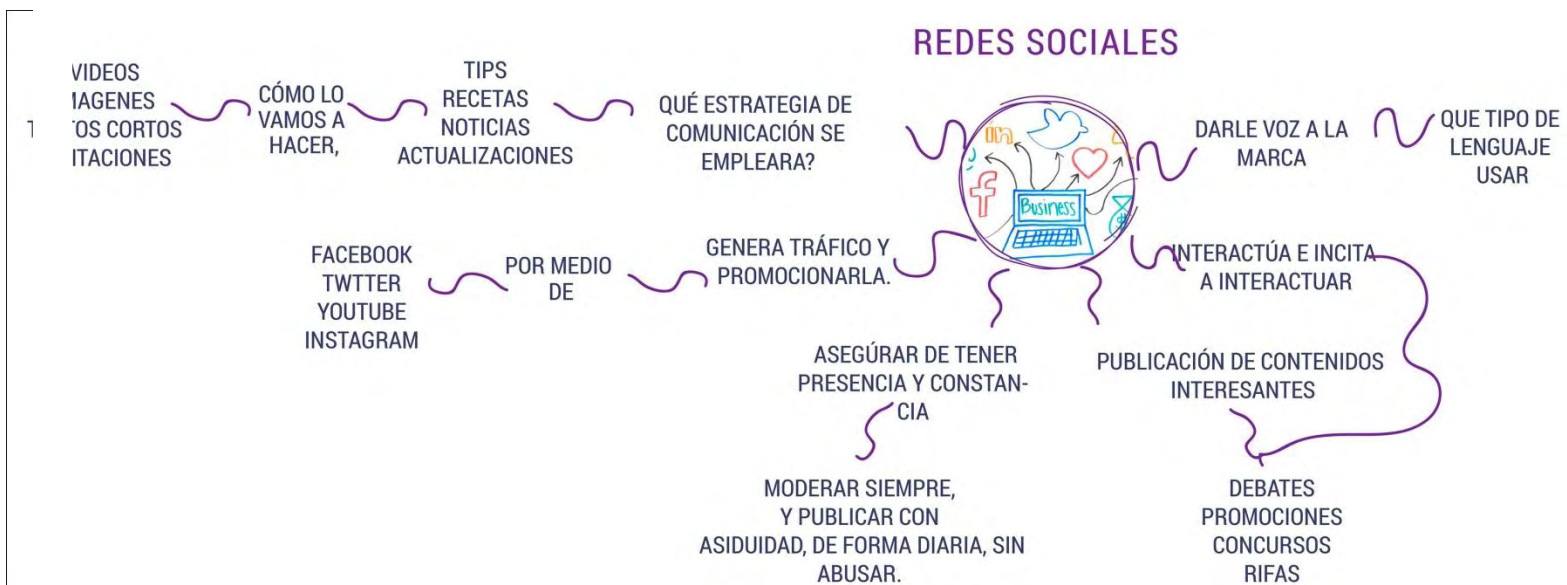 REDES SOCIALES
VIDEOS
CÓMO LO
VAMOS A
HACER,
TIPS
RECETAS
NOTICIAS
ACTUALIZACIONES
QUÉ ESTRATEGIA DE
COMUNICACIÓN SE
EMPLEARA?
in
f
Business
$
DARLE VOZ A LA
MARCA
QUE TIPO DE
LENGUAJE
USAR
FACEBOOK
TWTTER
YOUTUBE
INSTAGRAM
POR MEDIO
DE
GENERA TRÁFICO Y
PROMOCIONARLA.
INTERACTÚA E INCITA
A INTERACTUAR
ASEGÚRAR DE TENER
PRESENCIA Y CONSTAN-
CIA
PUBLICACIÓN DE CONTENIDOS
INTERESANTES
MODERAR SIEMPRE,
Y PUBLICAR CON
ASIDUIDAD, DE FORMA DIARIA, SIN
ABUSAR.
DEBATES
PROMOCIONES
CONCURSOS
RIFAS
CORTOS